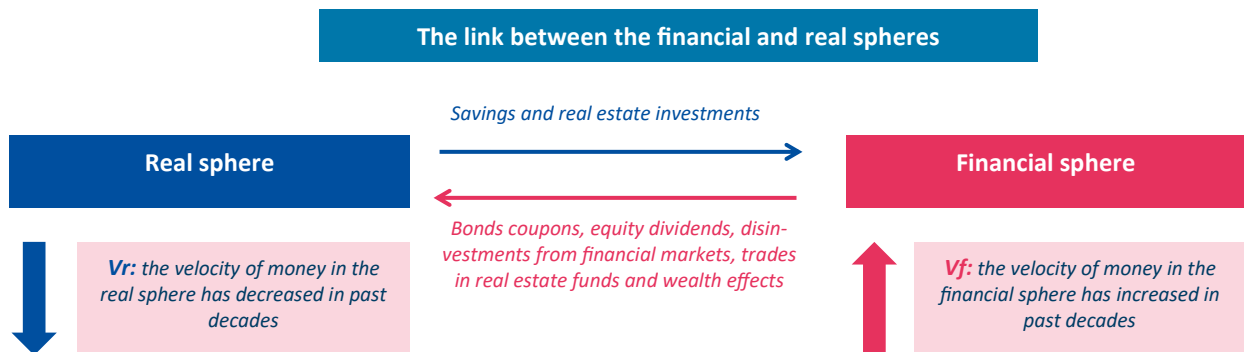 The link between the financial and real spheres
Savings and real estate investments
Real sphere
Financial sphere
Bonds coupons, equity dividends, disin-
vestments from financial markets, trades
in real estate funds and wealth effects
Vr: the velocity of money in the
real sphere has decreased in past
decades
Vf: the velocity of money in the
financial sphere has increased in
past decades